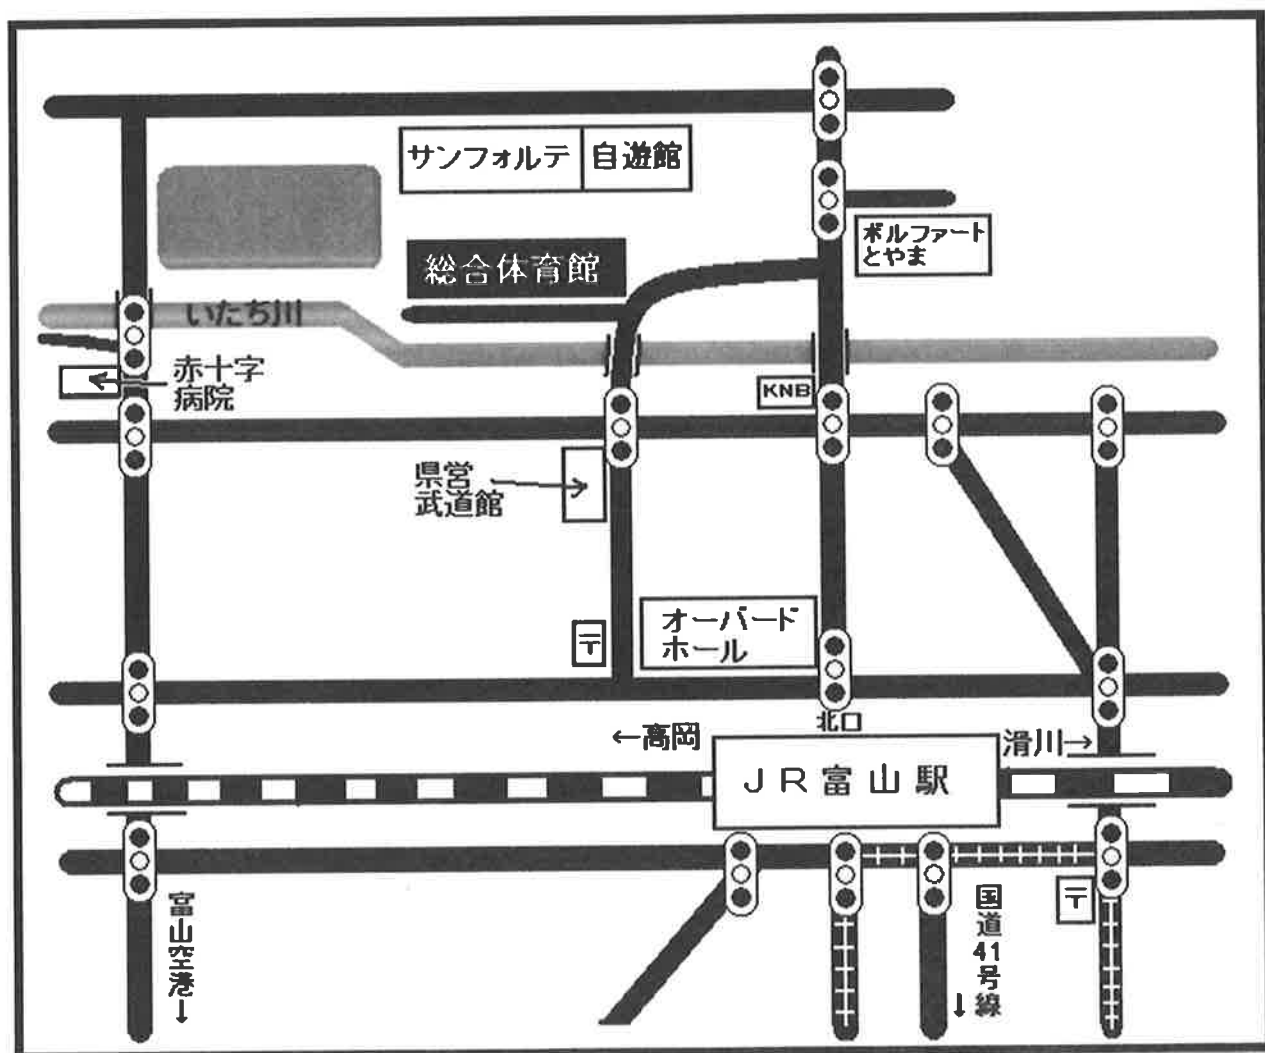 サンフォルテ
自遊館
ボルファート
とやま
総合体育館
いたち川
赤十字
病院
KNB
県営
武道館
オーバード
ホール
〒
北口
←高岡
滑川→
JR富山駅
〒
富山空港↓
国道41号線↓